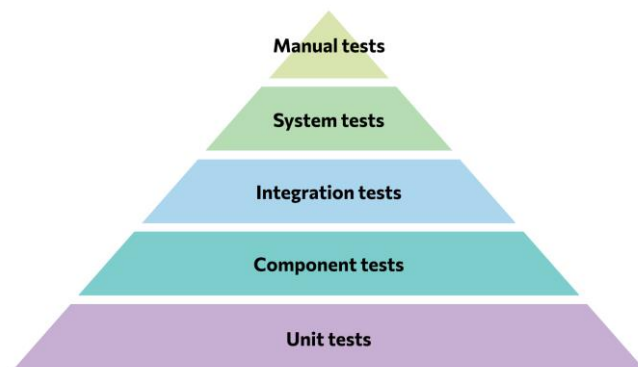 Manual tests
System tests
Integration tests
Component tests
Unit tests